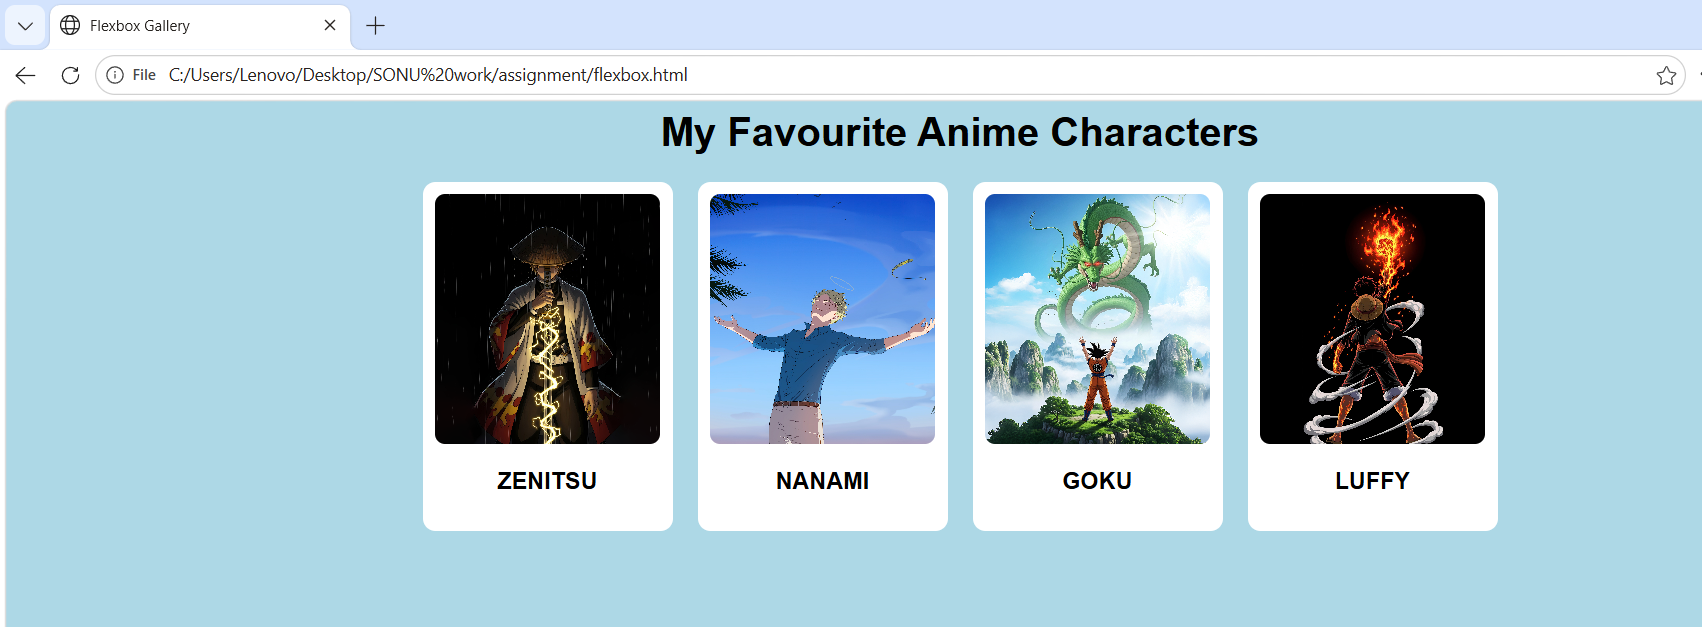 Flexbox Gallery
File C:/Users/Lenovo/Desktop/SONU%20work/assignment/flexbox.html
My Favourite Anime Characters
ZENITSU NANAMI GOKU LUFFY